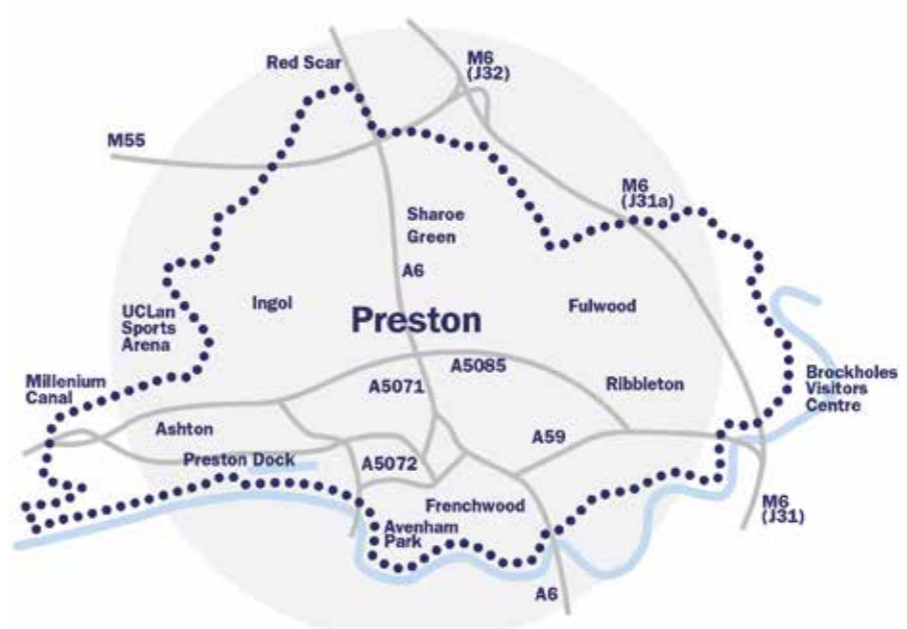 Red Scar
M6
(J32)
M55
M6
(J31a)
Sharoe
Green
A6
UCLan
Sports
Arena
Ingol
Preston
Fulwood
A5085
A5071
Ribbleton
Millenium
Canal
Brockholes
Visitors
Centre
Ashton
A59
Preston Dock
A5072
Frenchwood
M6
(J31)
Avenham
Park
A6